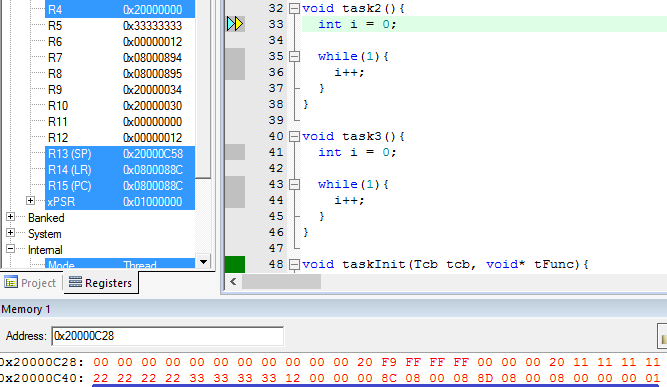 R4 0x20000000
R5 0x33333333
R6 0x00000012
R7 0x08000894
R8 0x08000895
R9 0x20000034
R10 0x20000030
R11 0x00000000
R12 0x00000012
R13 (SP) 0x20000C58
R14 (LR) 0x0800088C
R15 (PC) 0x0800088C
xPSR 0x01000000
Banked
System
Internal
Mode Thread
Project Registers
32 void task2(){
33 int i = 0;
34
35 while(1){
36 i++;
37 }
38 }
39
40 void task3(){
41 int i = 0;
42
43 while(1){
44 i++;
45 }
46 }
47
48 void taskInit(Tcb tcb, void* tFunc){
Memory 1
Address: 0x20000C28
0x20000C28: 00 00 00 00 00 00 00 00 00 00 00 20 F9 FF FF FF 00 00 00 20 11 11 11 11
0x20000C40: 22 22 22 22 33 33 33 33 12 00 00 00 8C 08 00 08 8D 08 00 08 00 00 00 01